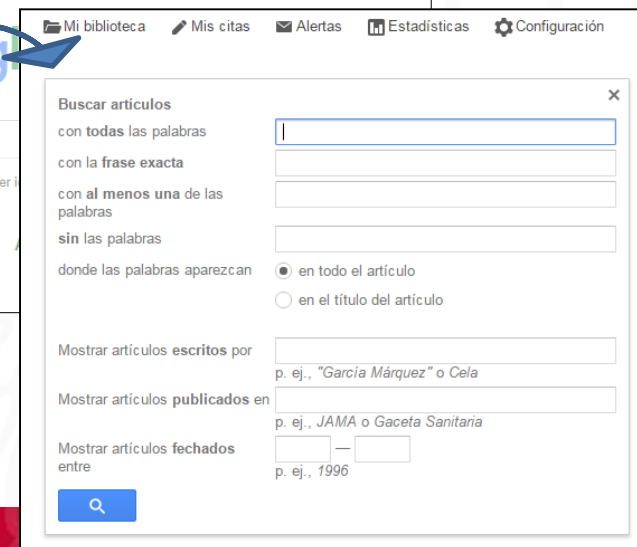 Mi biblioteca Mis citas Alertas Estadísticas Configuración
Buscar artículos
con todas las palabras
con la frase exacta
con al menos una de las
palabras
sin las palabras
donde las palabras aparezcan en todo el artículo
en el título del artículo
Mostrar artículos escritos por
p. ej., "García Márquez" o Cela
Mostrar artículos publicados en
p. ej., JAMA o Gaceta Sanitaria
Mostrar artículos fechados
entre
—
p. ej., 1996